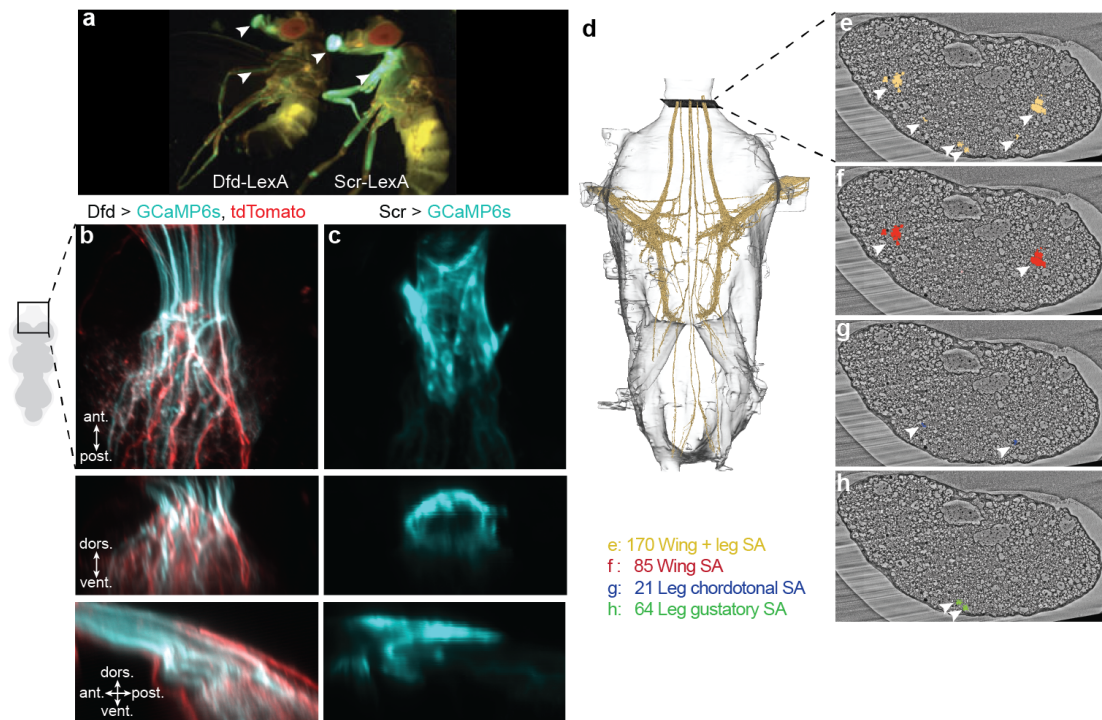 a
Dfd-LexA
Scr-LexA
Dfd > GCaMP6s, tdTomato
Scr > GCaMP6s
b
ant.
post.
dors.
vent.
dors.
ant.
post.
vent.
c
d
e: 170 Wing + leg SA
f : 85 Wing SA
g: 21 Leg chordotonal SA
h: 64 Leg gustatory SA
e
f
g
h